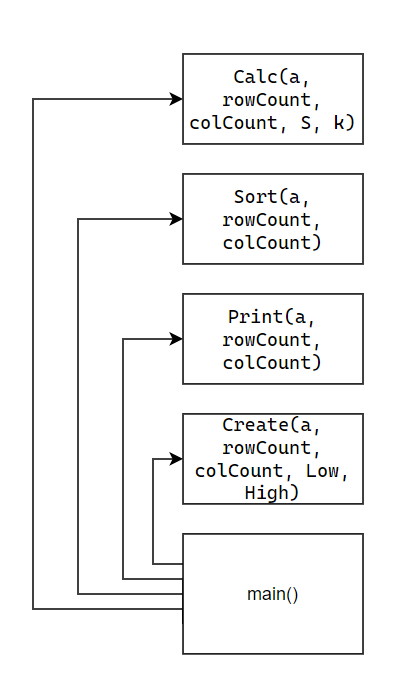 Calc(a,
rowCount,
colCount, S, k)
Sort(a,
rowCount,
colCount)
Print(a,
rowCount,
colCount)
Create(a,
rowCount,
colCount, Low,
High)
main()